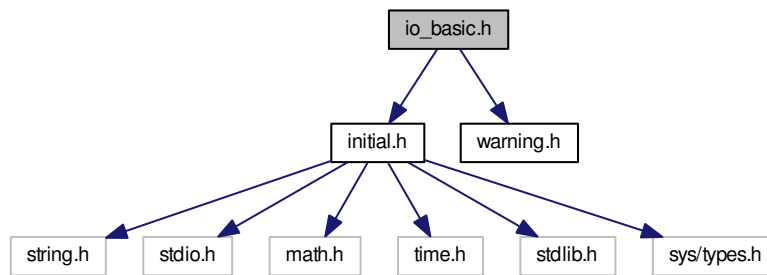 io_basic.h
initial.h
warning.h
string.h
stdio.h
math.h
time.h
stdlib.h
sys/types.h